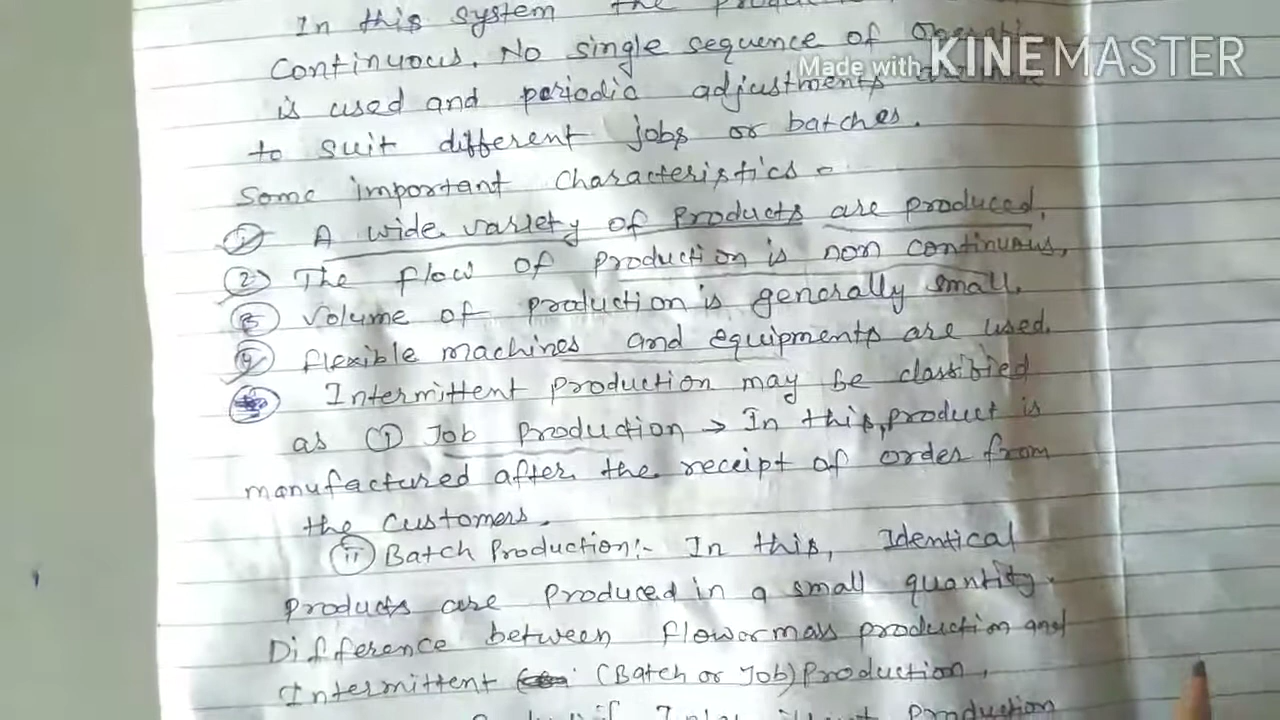 In this system the
Continuous. No single sequence of
Made with KINEMASTER
is used and periodic adjustments
to suit different jobs or batches.
Some important characteristics -
① A wide variety of products are produced.
② The flow of production is non continuous,
③ Volume of production is generally small.
④ flexible machines and equipments are used.
Intermittent production may be classified
as ① Job production → In this, product is
manufactured after the receipt of order from
the customers.
ii Batch Production:- In this, Identical
products are produced in a small quantity.
Difference between flow or mass production and
Intermittent (Batch or Job) Production,
Production